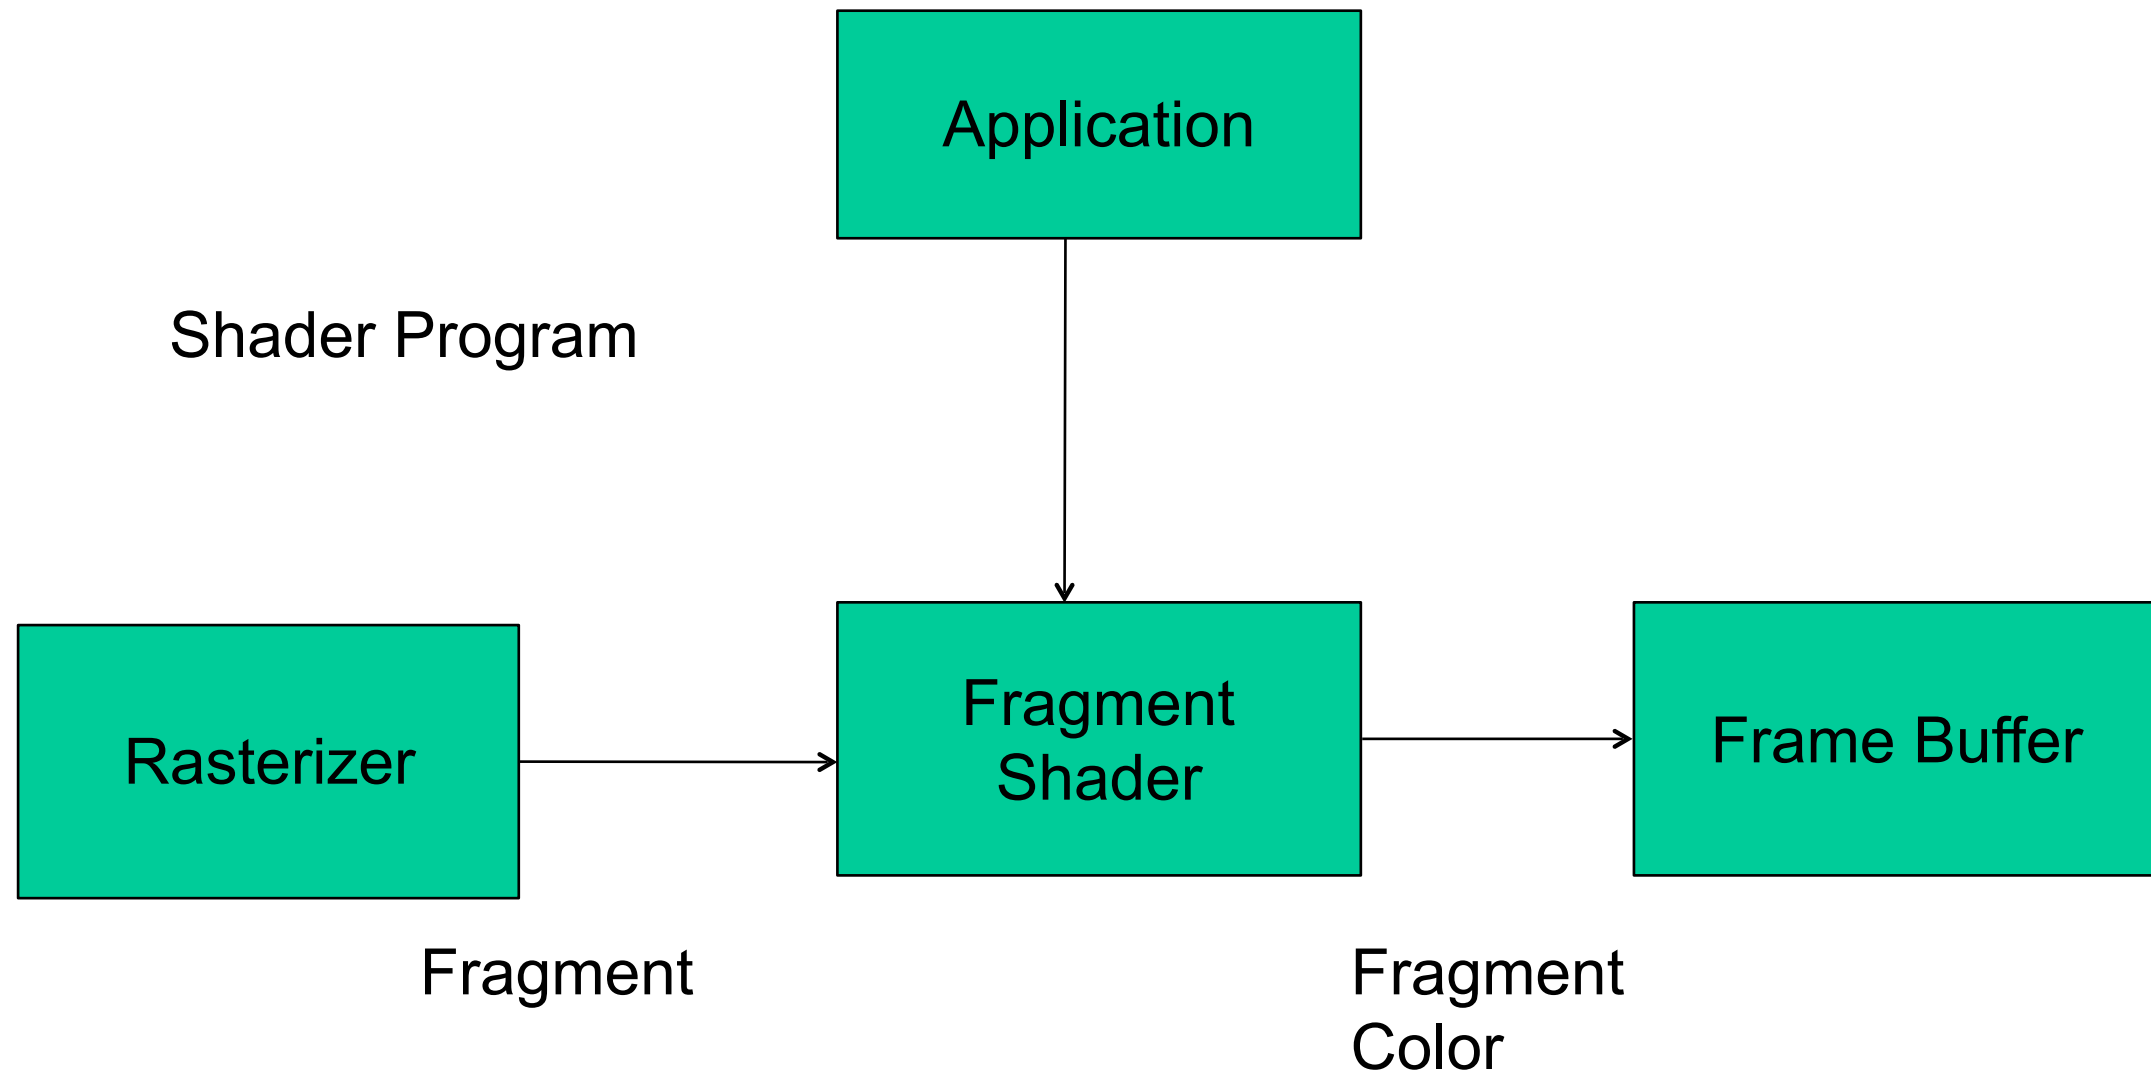 Application
Shader Program
Rasterizer
Fragment
Shader
Frame Buffer
Fragment
Fragment
Color